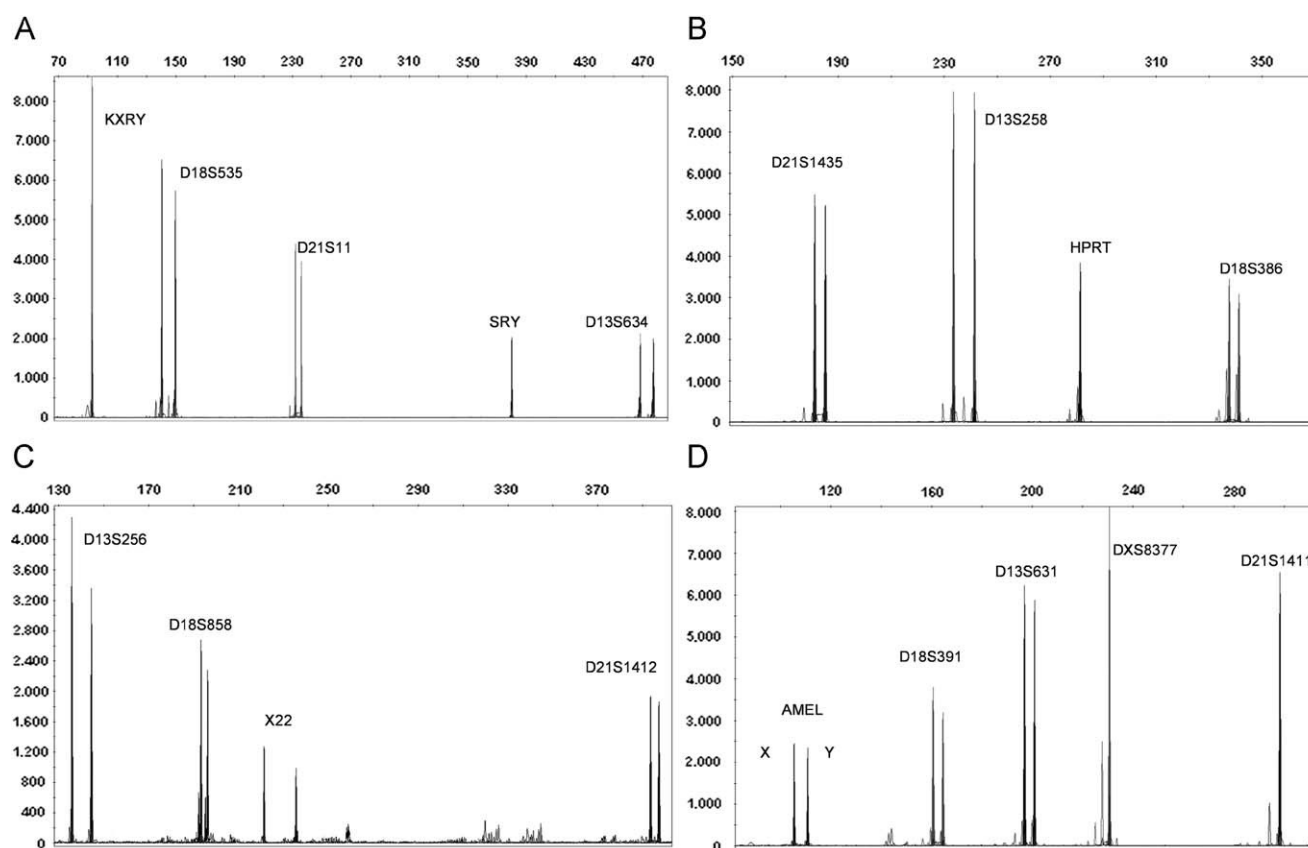 A
70 110 150 190 230 270 310 350 390 430 470
8.000
7.000
6.000
5.000
4.000
3.000
2.000
1.000
0
KXRY
D18S535
D21S11
SRY
D13S634
B
150 190 230 270 310 350
8.000
7.000
6.000
5.000
4.000
3.000
2.000
1.000
0
D21S1435
D13S258
HPRT
D18S386
C
130 170 210 250 290 330 370
4.400
4.000
3.600
3.200
2.800
2.400
2.000
1.600
1.200
800
400
0
D13S256
D18S858
X22
D21S1412
D
120 160 200 240 280
8.000
7.000
6.000
5.000
4.000
3.000
2.000
1.000
0
X
AMEL
Y
D18S391
D13S631
DXS8377
D21S1411